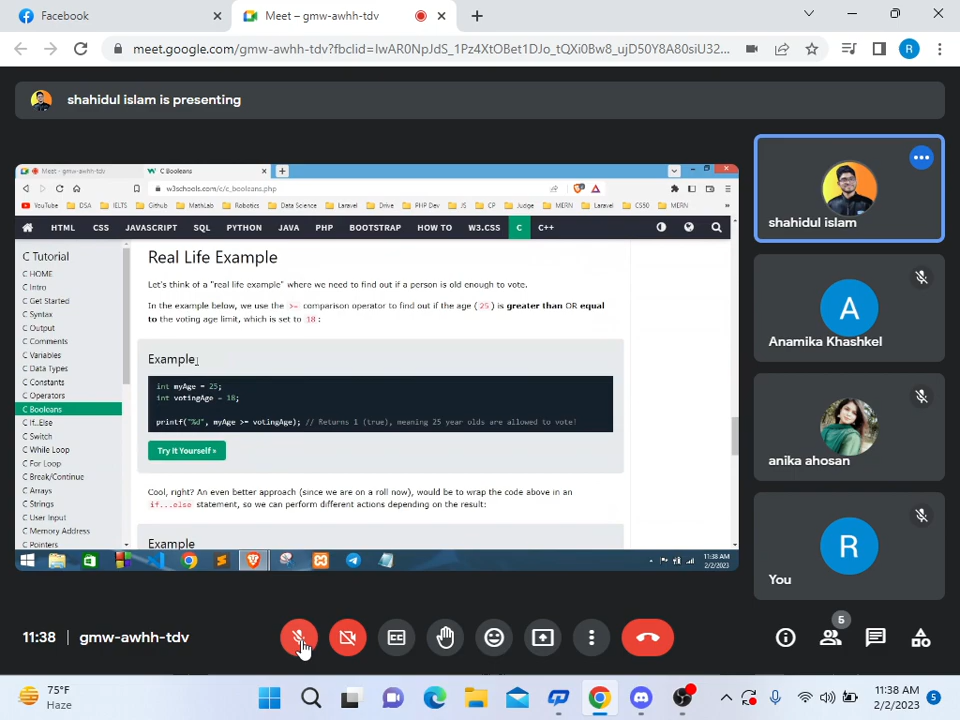 Facebook
Meet – gmw-awhh-tdv
meet.google.com/gmw-awhh-tdv?fbclid=IwAR0NpJdS_1Pz4XtOBet1DJo_tQXi0Bw8_ujD50Y8A80siU32...
R
shahidul islam is presenting
Meet - gmw-awhh-tdv
C Booleans
w3schools.com/c/c_booleans.php
YouTube DSA IELTS Github MathLab Robotics Data Science Laravel Drive PHP Dev JS CP Judge MERN Laravel CS50 MERN
HTML CSS JAVASCRIPT SQL PYTHON JAVA PHP BOOTSTRAP HOW TO W3.CSS C C++
C Tutorial
C HOME
C Intro
C Get Started
C Syntax
C Output
C Comments
C Variables
C Data Types
C Constants
C Operators
C Booleans
C If...Else
C Switch
C While Loop
C For Loop
C Break/Continue
C Arrays
C Strings
C User Input
C Memory Address
C Pointers
Real Life Example
Let's think of a "real life example" where we need to find out if a person is old enough to vote.
In the example below, we use the >= comparison operator to find out if the age (25) is greater than OR equal
to the voting age limit, which is set to 18:
Example
int myAge = 25;
int votingAge = 18;
printf("%d", myAge >= votingAge); // Returns 1 (true), meaning 25 year olds are allowed to vote!
Try it Yourself »
Cool, right? An even better approach (since we are on a roll now), would be to wrap the code above in an
if...else statement, so we can perform different actions depending on the result:
Example
11:38 AM
2/2/2023
shahidul islam
A
Anamika Khashkel
anika ahosan
R
You
11:38 | gmw-awhh-tdv
CC
5
75°F
Haze
11:38 AM
2/2/2023
5